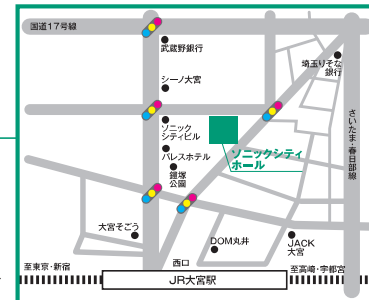 国道17号線
武蔵野銀行
埼玉りそな
銀行
シーノ大宮
さいたま・春日部線
ソニック
シティビル
ソニックシティ
ホール
パレスホテル
鐘塚
公園
大宮そごう
DOM丸井
JACK
大宮
西口
至東京・新宿
JR大宮駅
至高崎・宇都宮